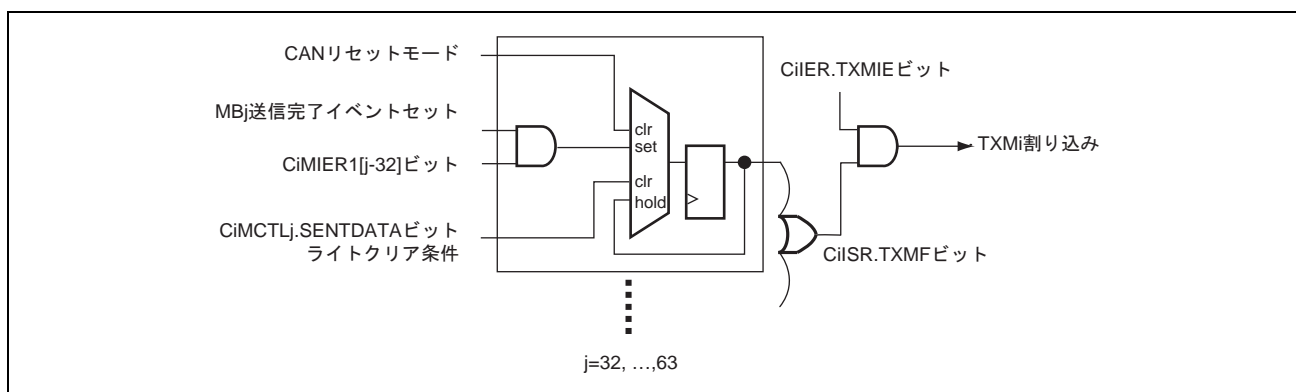 CANリセットモード
CiIER.TXMIEビット
MBj送信完了イベントセット
clr
set
TXMi割り込み
CiMIER1[j-32]ビット
clr
hold
CiMCTLj.SENTDATAビット
ライトクリア条件
CiISR.TXMFビット
j=32, …,63